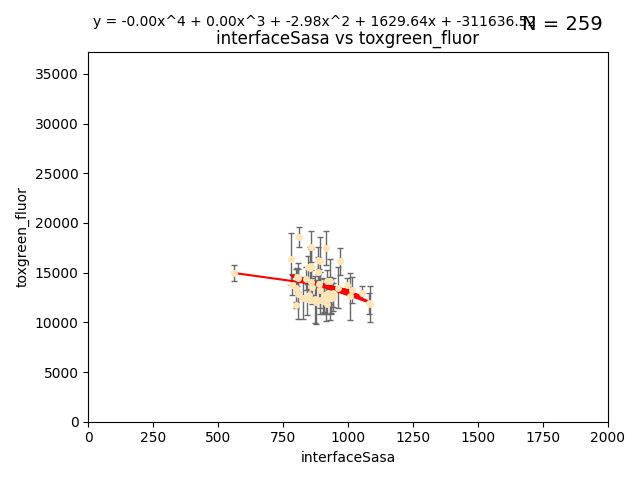 y = -0.00x^4 + 0.00x^3 + -2.98x^2 + 1629.64x + -311636.52
N = 259
interfaceSasa vs toxgreen_fluor
35000
30000
25000
20000
15000
10000
5000
0
toxgreen_fluor
0 250 500 750 1000 1250 1500 1750 2000
interfaceSasa